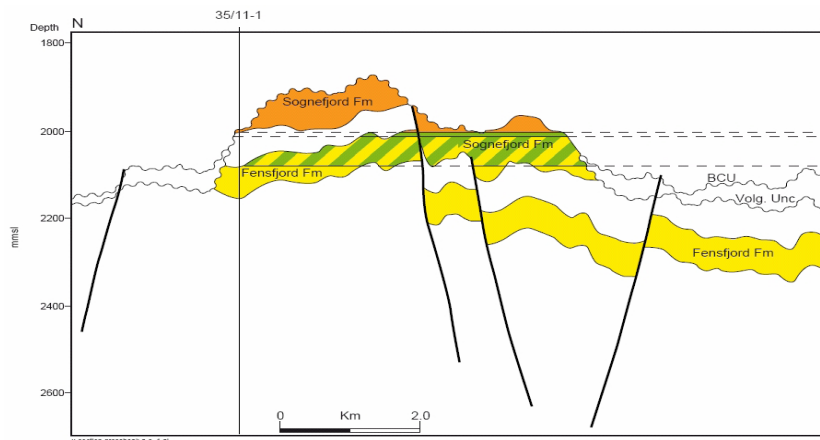 35/11-1
Depth N
1800
Sognefjord Fm
2000
Sognefjord Fm
Fensfjord Fm
BCU
Volg. Unc
2200
mmsl
Fensfjord Fm
2400
2600
0 Km 2.0